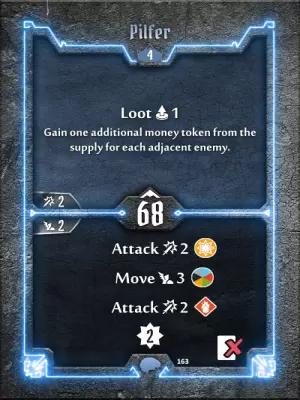 Pilfer
4
Loot 1
Gain one additional money token from the
supply for each adjacent enemy.
2
2
68
Attack 2
Move 3
Attack 2
2
163